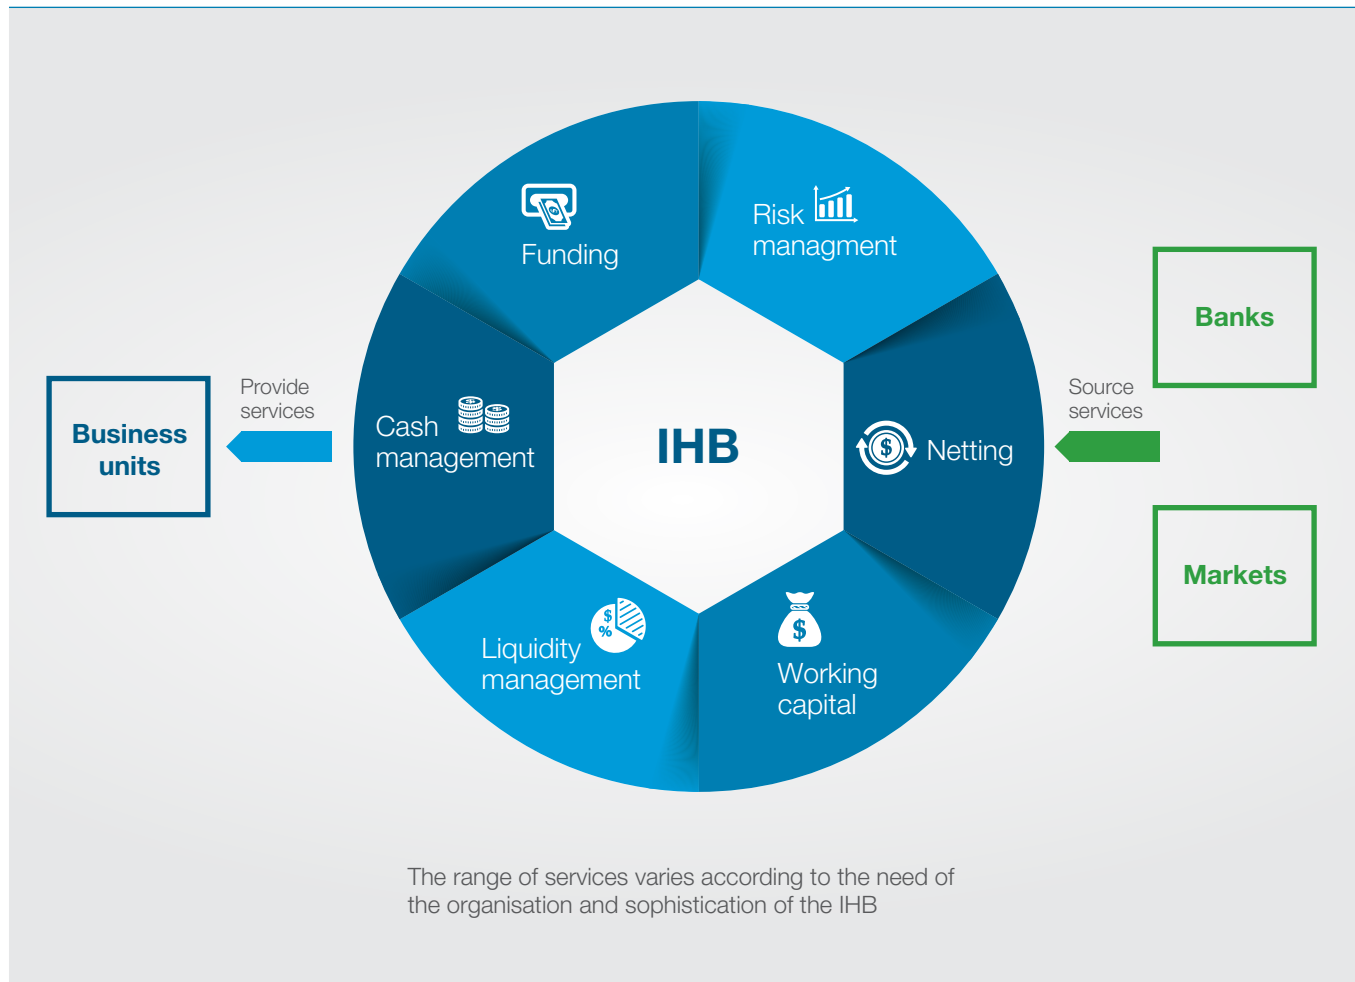 Funding
Risk
managment
Banks
Provide
services
Source
services
Business
units
Cash
management
IHB
$
Netting
Markets
$
%
Liquidity
management
$
Working
capital
The range of services varies according to the need of
the organisation and sophistication of the IHB